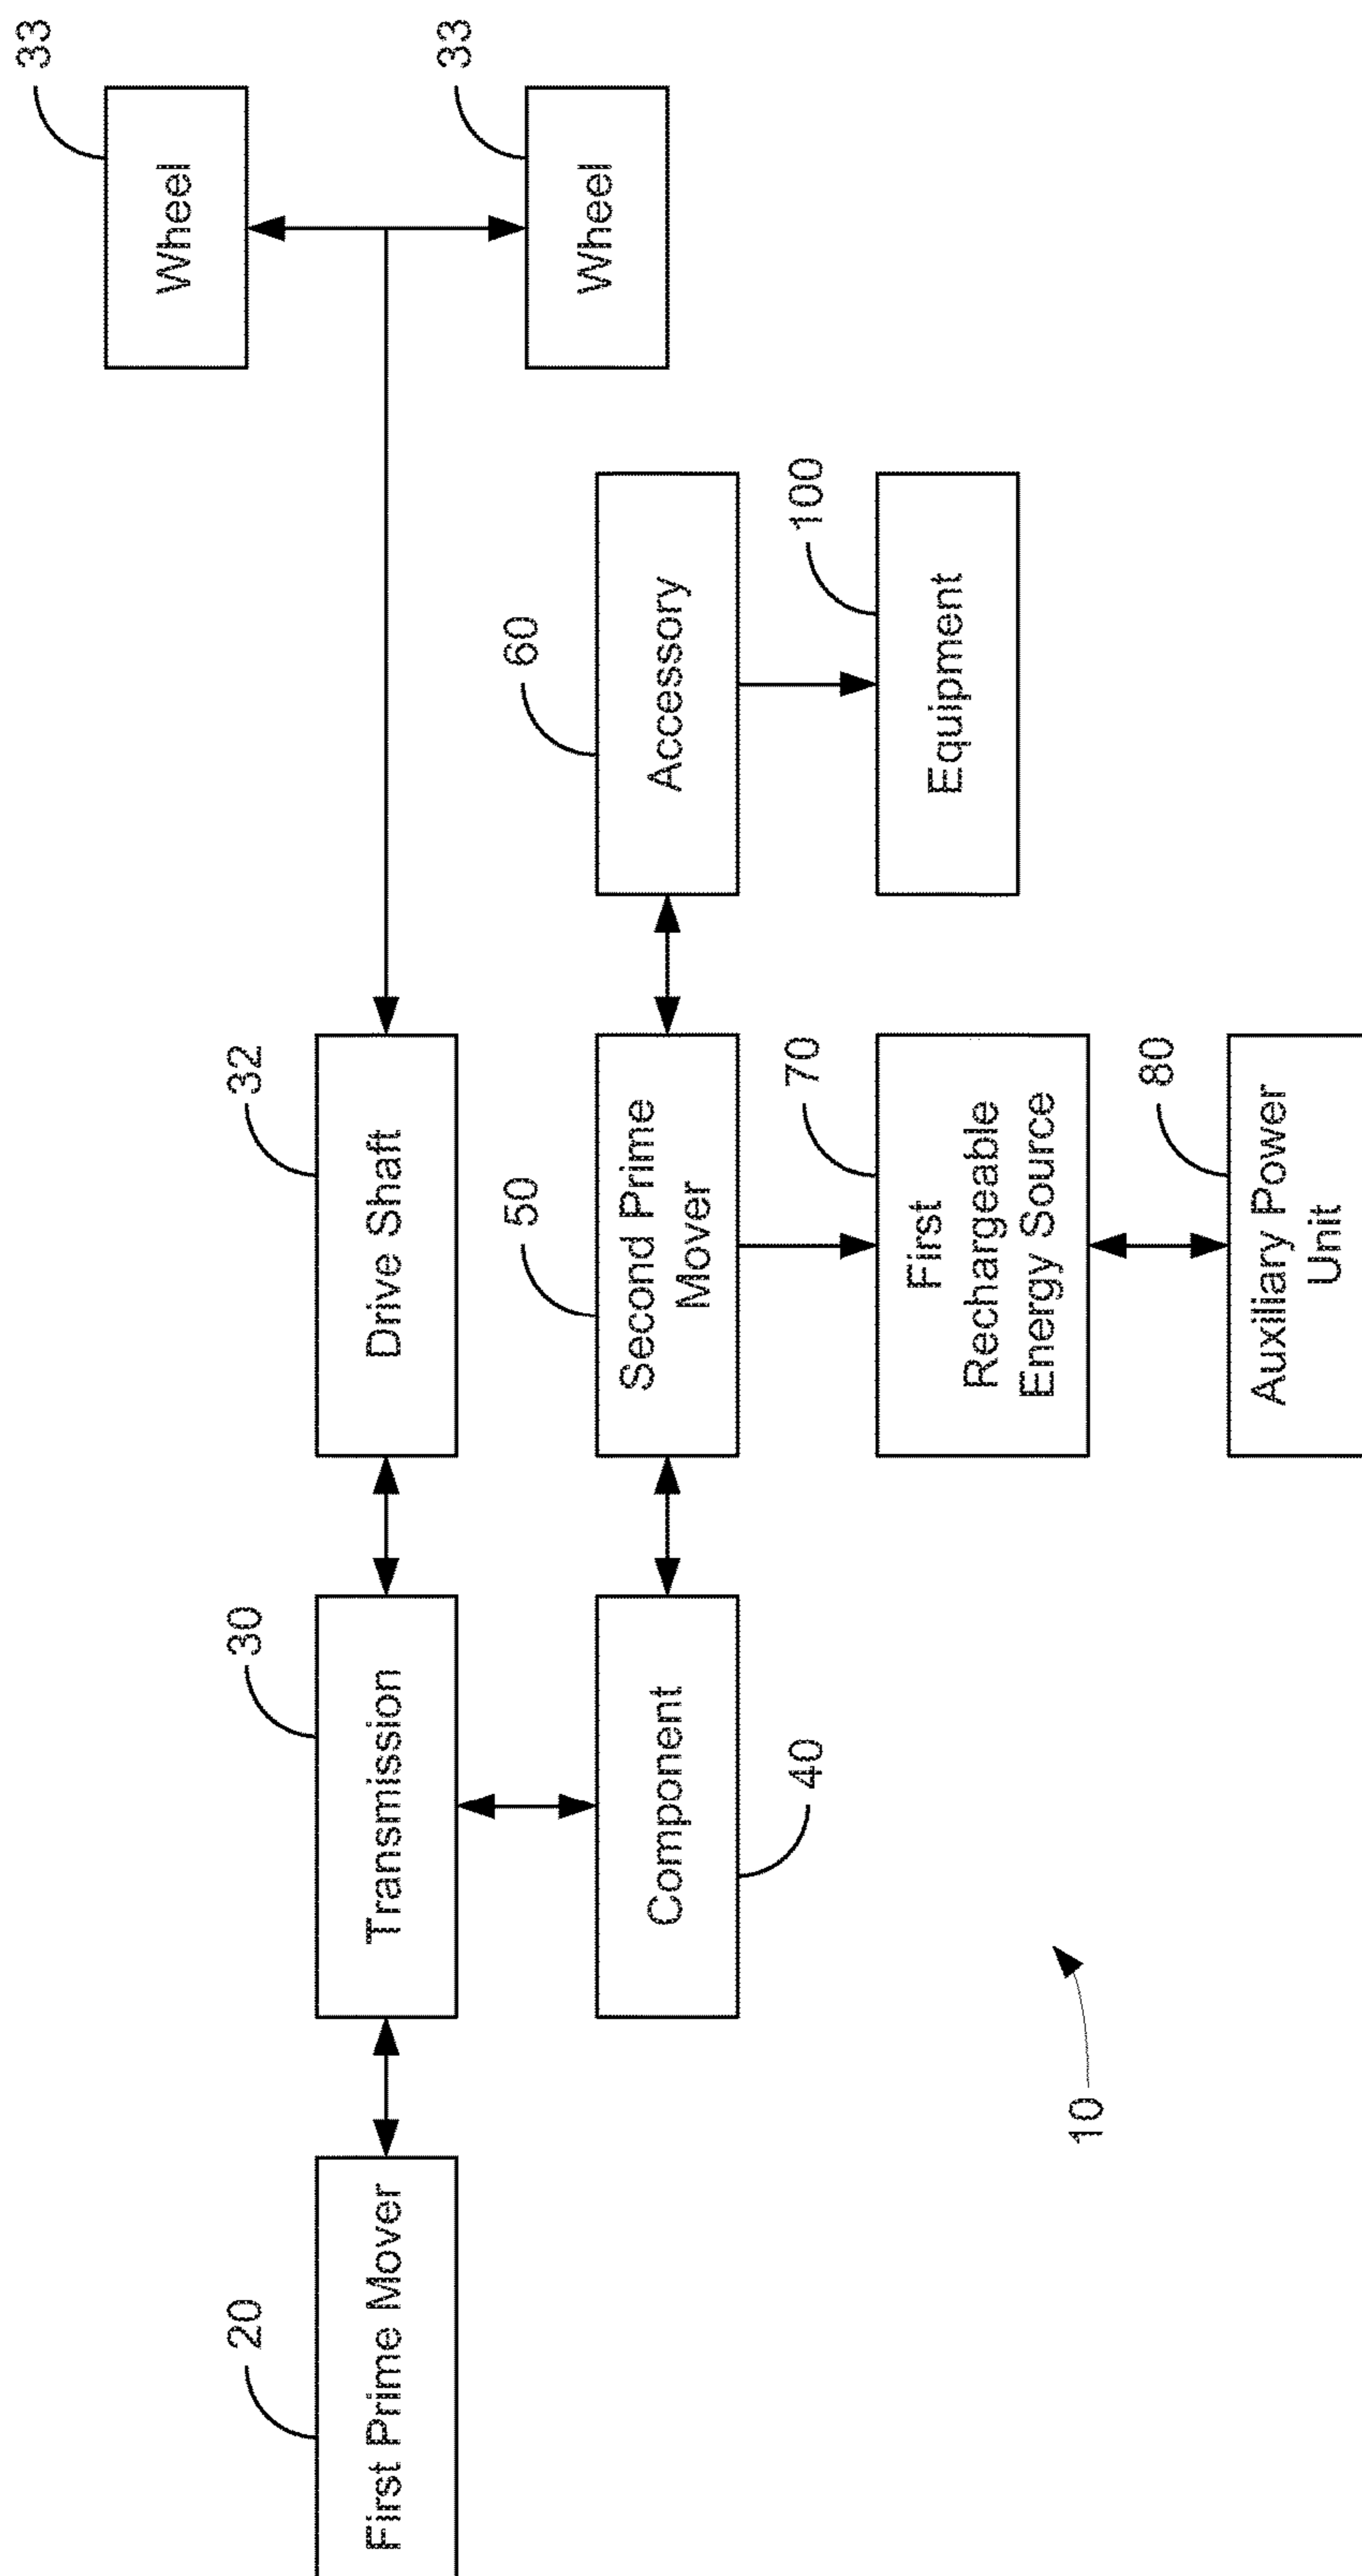 33
Wheel
33
Wheel
20
First Prime Mover
30
Transmission
32
Drive Shaft
40
Component
50
Second Prime
Mover
60
Accessory
70
First
Rechargeable
Energy Source
100
Equipment
80
Auxiliary Power
Unit
10